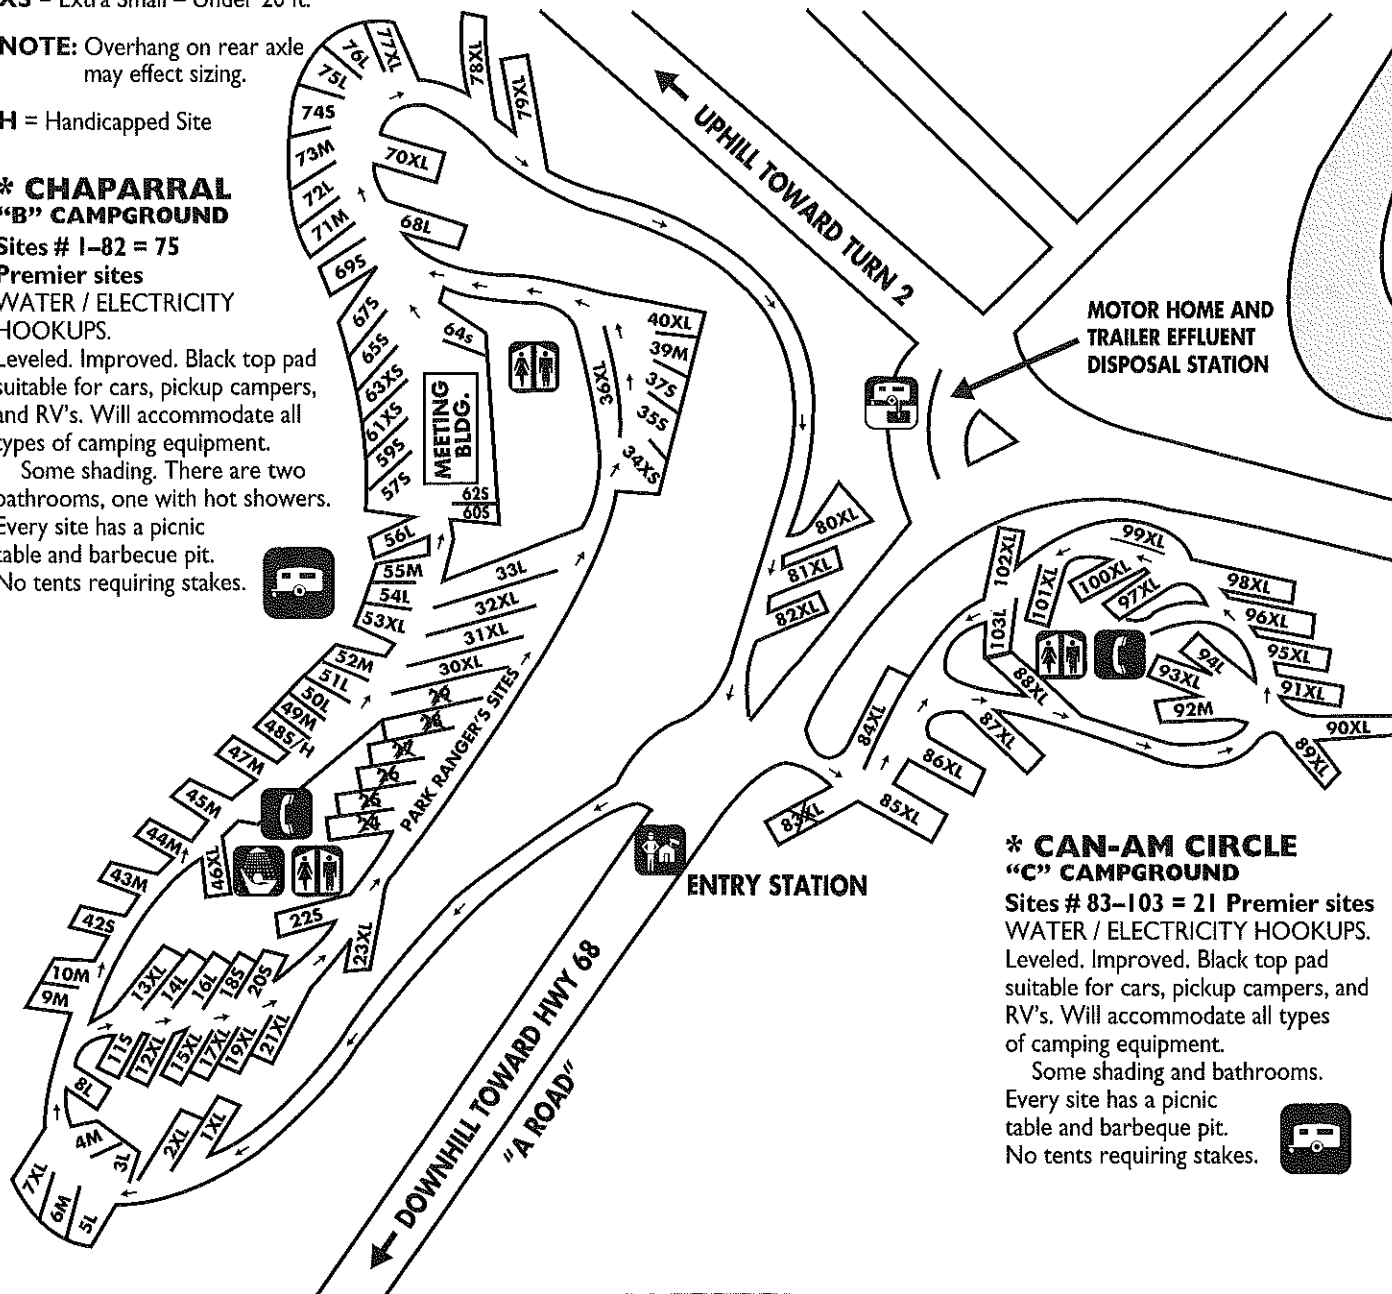 XS = Extra Small – Under 20 ft.
NOTE: Overhang on rear axle
may effect sizing.
H = Handicapped Site
* CHAPARRAL
“B” CAMPGROUND
Sites # 1–82 = 75
Premier sites
WATER / ELECTRICITY
HOOKUPS.
Leveled. Improved. Black top pad
suitable for cars, pickup campers,
and RV's. Will accommodate all
types of camping equipment.
Some shading. There are two
bathrooms, one with hot showers.
Every site has a picnic
table and barbecue pit.
No tents requiring stakes.
77XL
76L
75L
74S
73M
72L
71M
69S
67S
65S
63XS
61XS
59S
57S
56L
55M
54L
53XL
52M
51L
50L
49M
48S/H
47M
45M
44M
43M
42S
10M
9M
78XL
79XL
70XL
68L
64s
MEETING
BLDG.
62S
60S
36XL
40XL
39M
37S
35S
34XS
33L
32XL
31XL
30XL
29
28
27
26
25
24
PARK RANGER'S SITES
46XL
22S
23XL
13XL
14L
16L
18S
20S
11S
12XL
15XL
17XL
19XL
21XL
8L
4M
3L
2XL
1XL
7XL
6M
5L
UPHILL TOWARD TURN 2
MOTOR HOME AND
TRAILER EFFLUENT
DISPOSAL STATION
80XL
81XL
82XL
102XL
99XL
101XL
100XL
97XL
98XL
96XL
95XL
91XL
90XL
89XL
103L
88XL
94L
93XL
92M
87XL
84XL
86XL
85XL
83XL
ENTRY STATION
DOWNHILL TOWARD HWY 68
“A ROAD”
* CAN-AM CIRCLE
“C” CAMPGROUND
Sites # 83–103 = 21 Premier sites
WATER / ELECTRICITY HOOKUPS.
Leveled. Improved. Black top pad
suitable for cars, pickup campers, and
RV's. Will accommodate all types
of camping equipment.
Some shading and bathrooms.
Every site has a picnic
table and barbeque pit.
No tents requiring stakes.